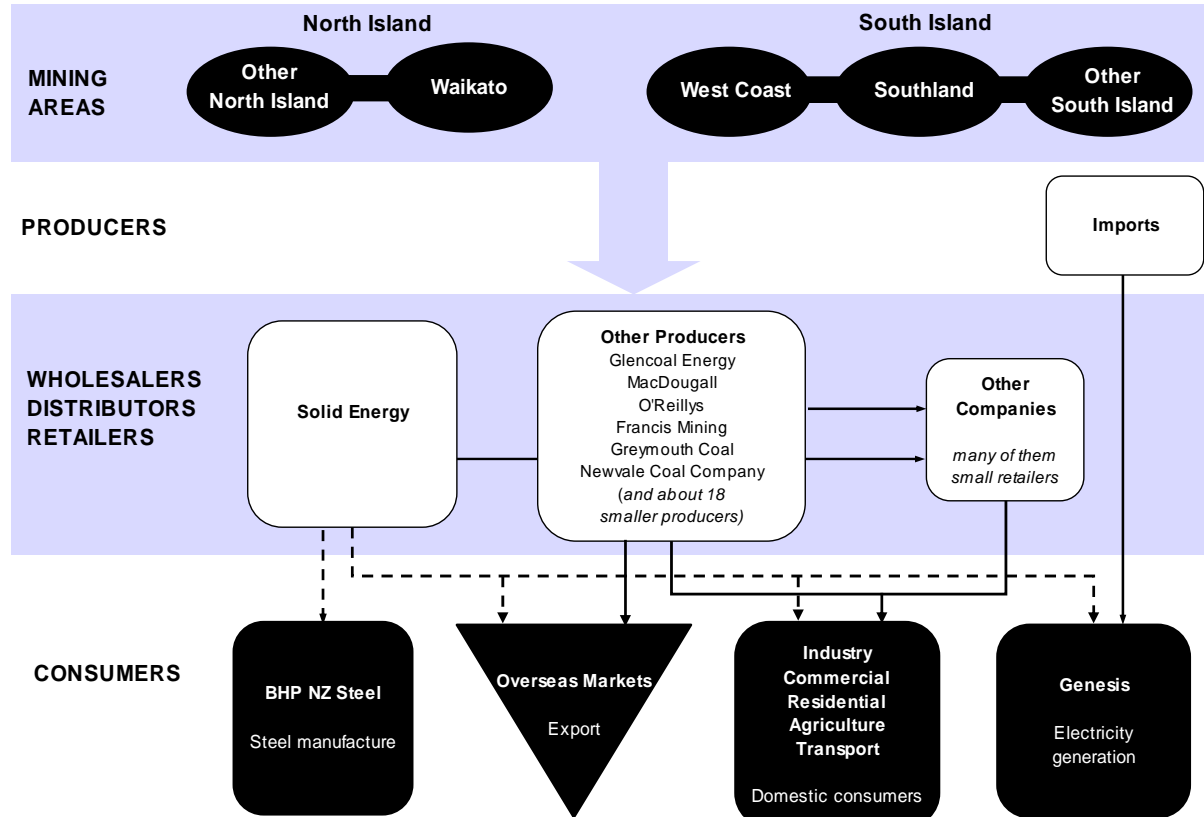 North Island
South Island
MINING
AREAS
Other
North Island
Waikato
West Coast
Southland
Other
South Island
PRODUCERS
Imports
WHOLESALERS
DISTRIBUTORS
RETAILERS
Solid Energy
Other Producers
Glencoal Energy
MacDougall
O'Reillys
Francis Mining
Greymouth Coal
Newvale Coal Company
(and about 18
smaller producers)
Other
Companies
many of them
small retailers
CONSUMERS
BHP NZ Steel
Steel manufacture
Overseas Markets
Export
Industry
Commercial
Residential
Agriculture
Transport
Domestic consumers
Genesis
Electricity
generation